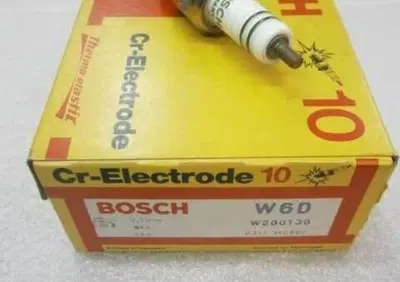 Thermo elastic
Cr-Electrode
10
BOSCH
Cr-Electrode 10
BOSCH W6D
W200T30